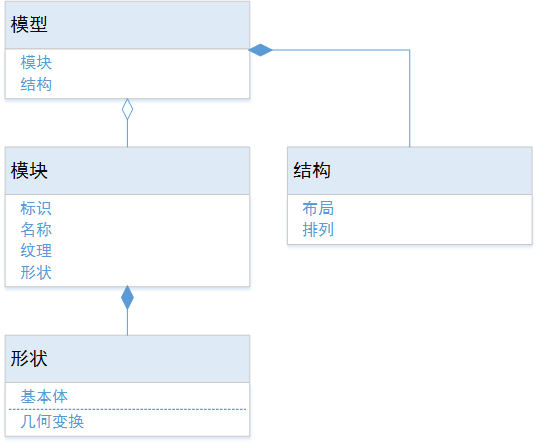 模型
模块
结构
模块
标识
名称
纹理
形状
结构
布局
排列
形状
基本体
几何变换